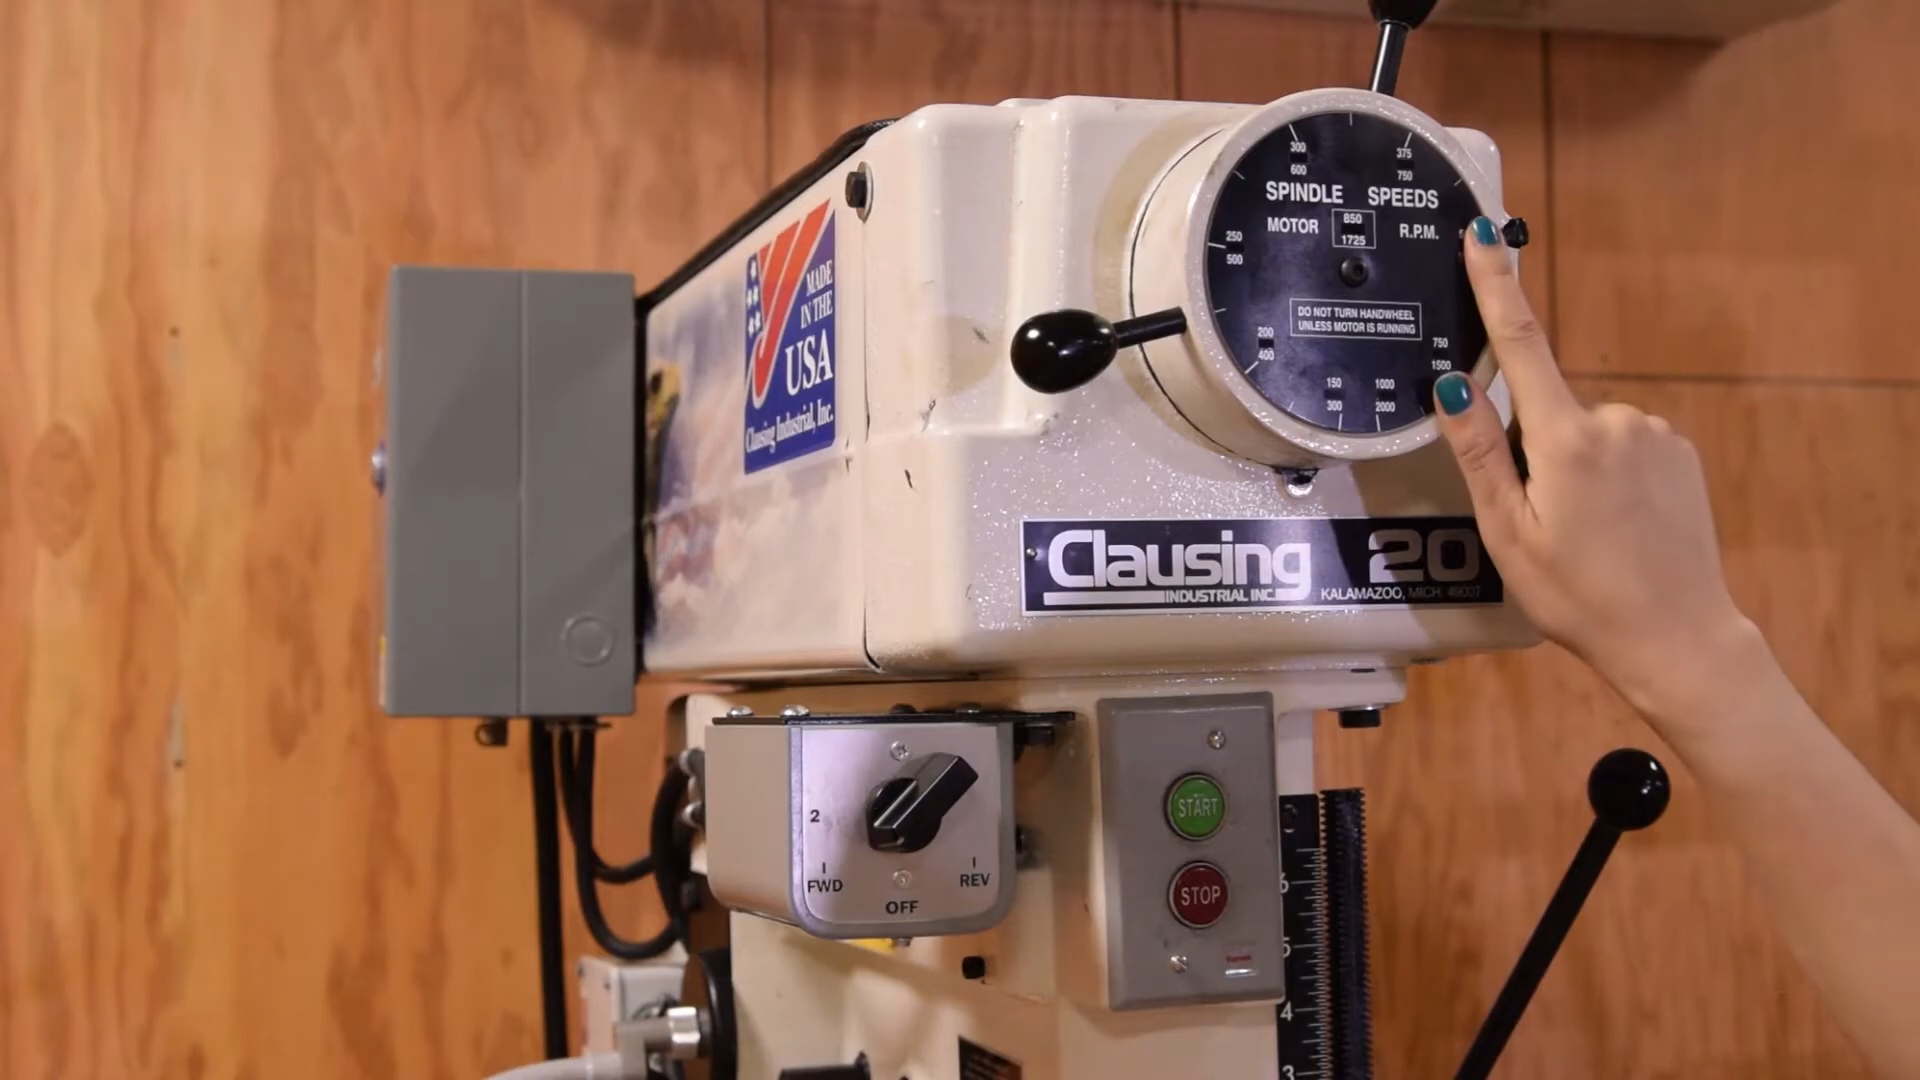 300
600
375
750
SPINDLE SPEEDS
MOTOR 850 R.P.M.
1725
250
500
DO NOT TURN HANDWHEEL
UNLESS MOTOR IS RUNNING
200
400
750
1500
150
300
1000
2000
MADE
IN THE
USA
Clausing Industrial, Inc.
Clausing 20
INDUSTRIAL INC. KALAMAZOO, MICH. 49007
2
FWD
OFF
REV
START
STOP
6
5
4
3